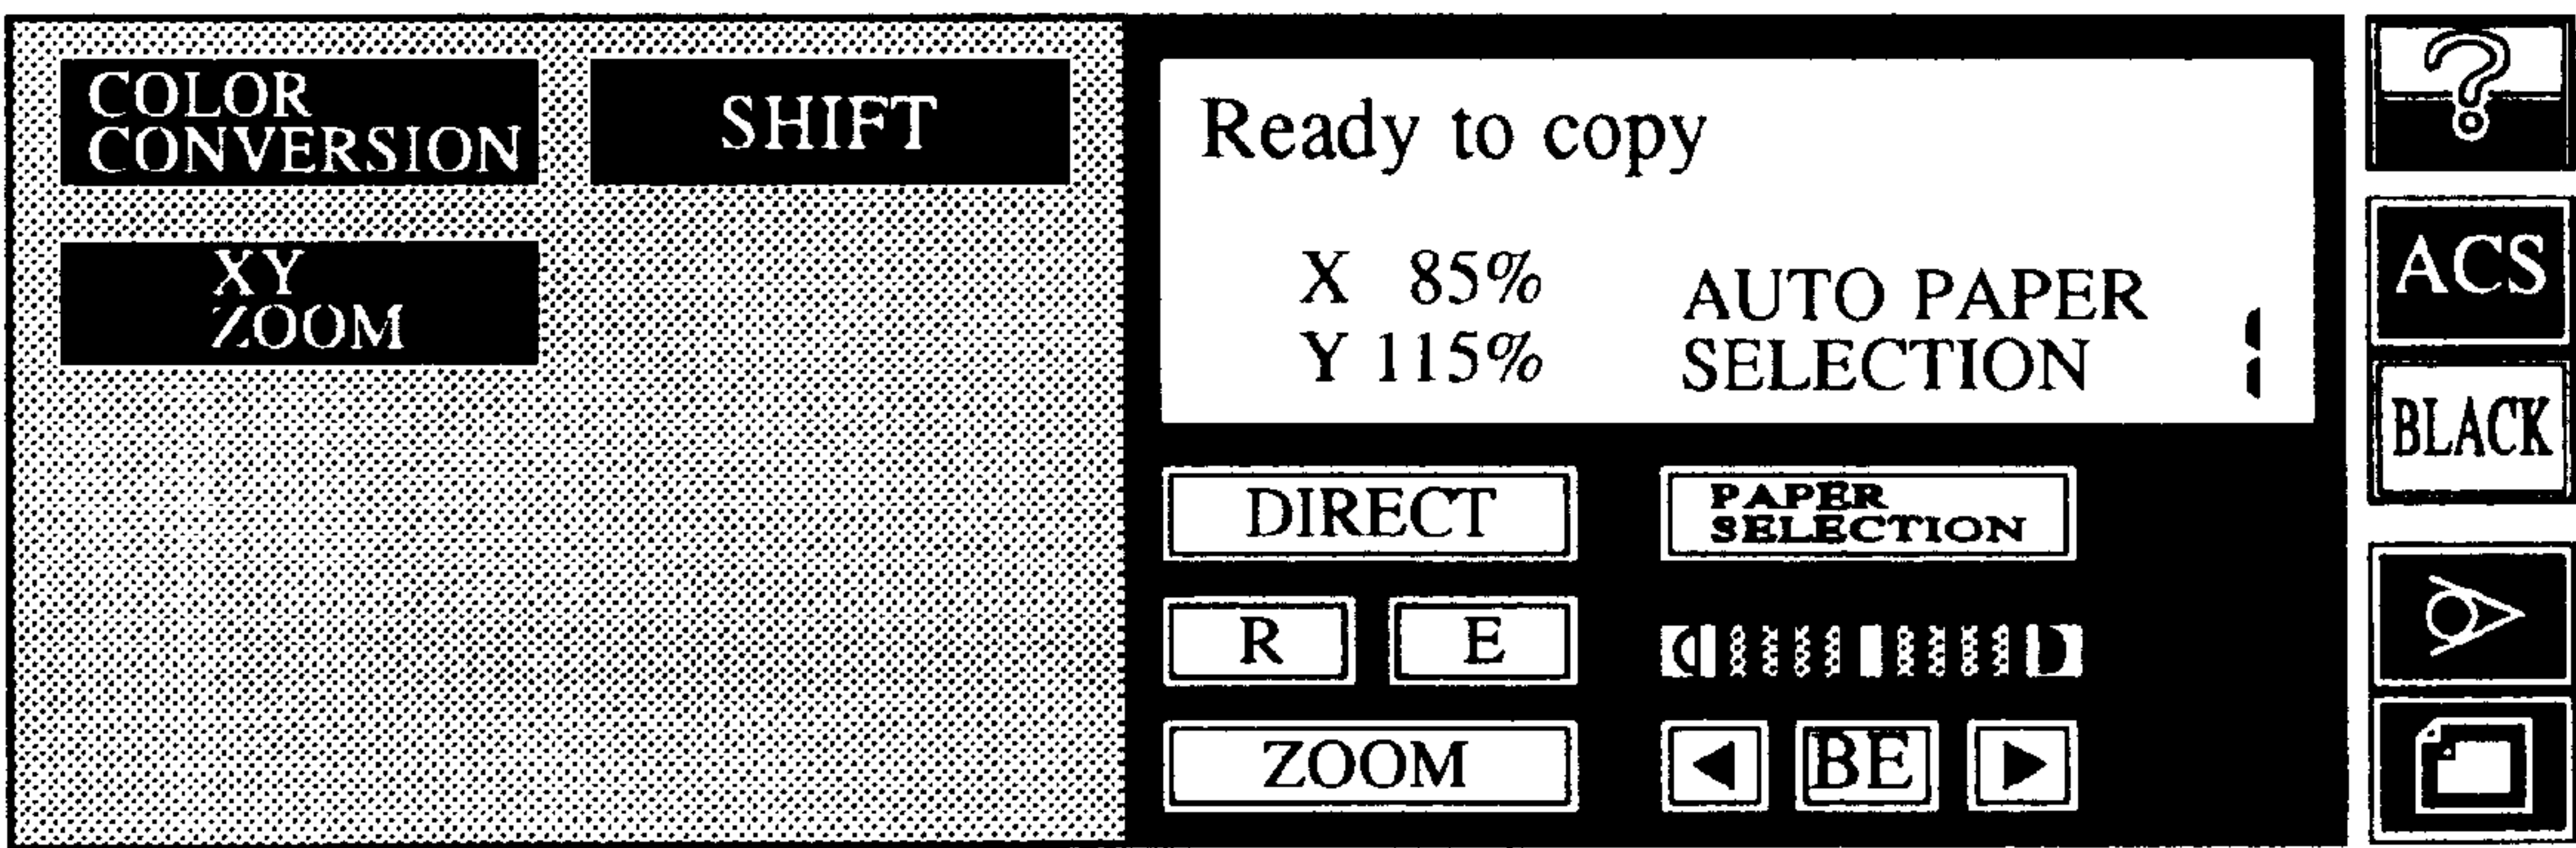 COLOR
CONVERSION
SHIFT
XY
ZOOM
Ready to copy
X 85%
Y 115%
AUTO PAPER
SELECTION
1
DIRECT
PAPER
SELECTION
R
E
ZOOM
◀
BE
▶
?
ACS
BLACK